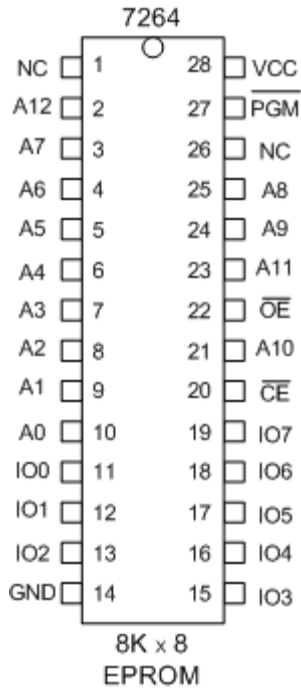 7264
NC 1 28 VCC
A12 2 27 PGM
A7 3 26 NC
A6 4 25 A8
A5 5 24 A9
A4 6 23 A11
A3 7 22 OE
A2 8 21 A10
A1 9 20 CE
A0 10 19 IO7
IO0 11 18 IO6
IO1 12 17 IO5
IO2 13 16 IO4
GND 14 15 IO3
8K x 8
EPROM